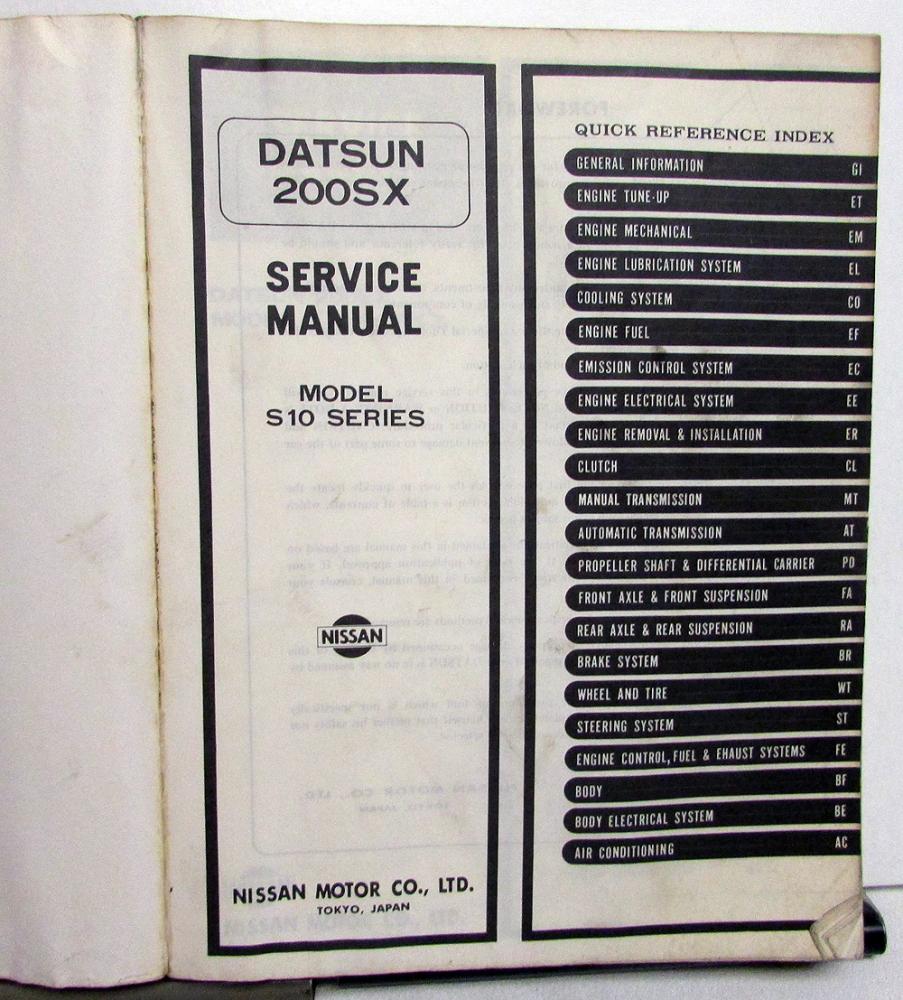 DATSUN
200SX
SERVICE
MANUAL
MODEL
S10 SERIES
NISSAN
NISSAN MOTOR CO., LTD.
TOKYO, JAPAN
QUICK REFERENCE INDEX
GENERAL INFORMATION GI
ENGINE TUNE-UP ET
ENGINE MECHANICAL EM
ENGINE LUBRICATION SYSTEM EL
COOLING SYSTEM CO
ENGINE FUEL EF
EMISSION CONTROL SYSTEM EC
ENGINE ELECTRICAL SYSTEM EE
ENGINE REMOVAL & INSTALLATION ER
CLUTCH CL
MANUAL TRANSMISSION MT
AUTOMATIC TRANSMISSION AT
PROPELLER SHAFT & DIFFERENTIAL CARRIER PD
FRONT AXLE & FRONT SUSPENSION FA
REAR AXLE & REAR SUSPENSION RA
BRAKE SYSTEM BR
WHEEL AND TIRE WT
STEERING SYSTEM ST
ENGINE CONTROL, FUEL & EHAUST SYSTEMS FE
BODY BF
BODY ELECTRICAL SYSTEM BE
AIR CONDITIONING AC